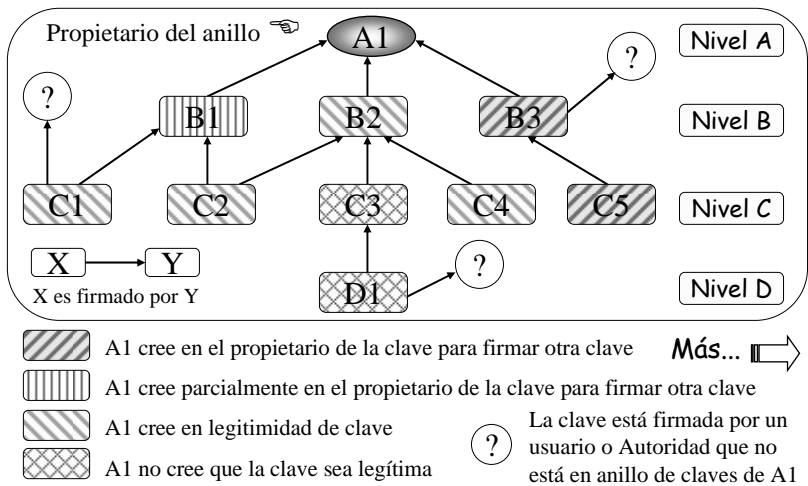 Propietario del anillo
A1
Nivel A
?
?
B1
B2
B3
Nivel B
C1
C2
C3
C4
C5
Nivel C
X
Y
X es firmado por Y
D1
?
Nivel D
A1 cree en el propietario de la clave para firmar otra clave
Más...
A1 cree parcialmente en el propietario de la clave para firmar otra clave
A1 cree en legitimidad de clave
A1 no cree que la clave sea legítima
?
La clave está firmada por un
usuario o Autoridad que no
está en anillo de claves de A1